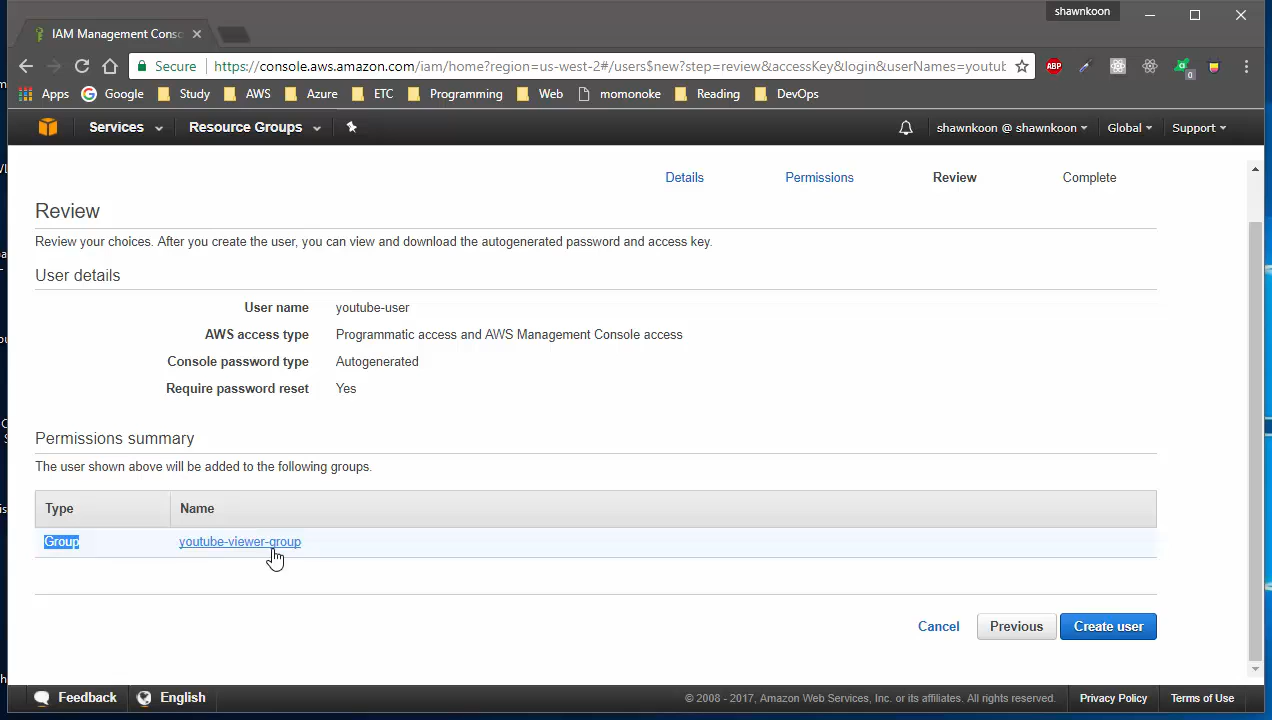 shawnkoon
IAM Management Conso
Secure https://console.aws.amazon.com/iam/home?region=us-west-2#/users$new?step=review&accessKey&login&userNames=youtub
ABP
0
Apps Google Study AWS Azure ETC Programming Web momonoke Reading DevOps
Services Resource Groups shawnkoon @ shawnkoon Global Support
Details Permissions Review Complete
Review
Review your choices. After you create the user, you can view and download the autogenerated password and access key.
User details
User name youtube-user
AWS access type Programmatic access and AWS Management Console access
Console password type Autogenerated
Require password reset Yes
Permissions summary
The user shown above will be added to the following groups.
Type Name
Group youtube-viewer-group
Cancel Previous Create user
Feedback English © 2008 - 2017, Amazon Web Services, Inc. or its affiliates. All rights reserved. Privacy Policy Terms of Use